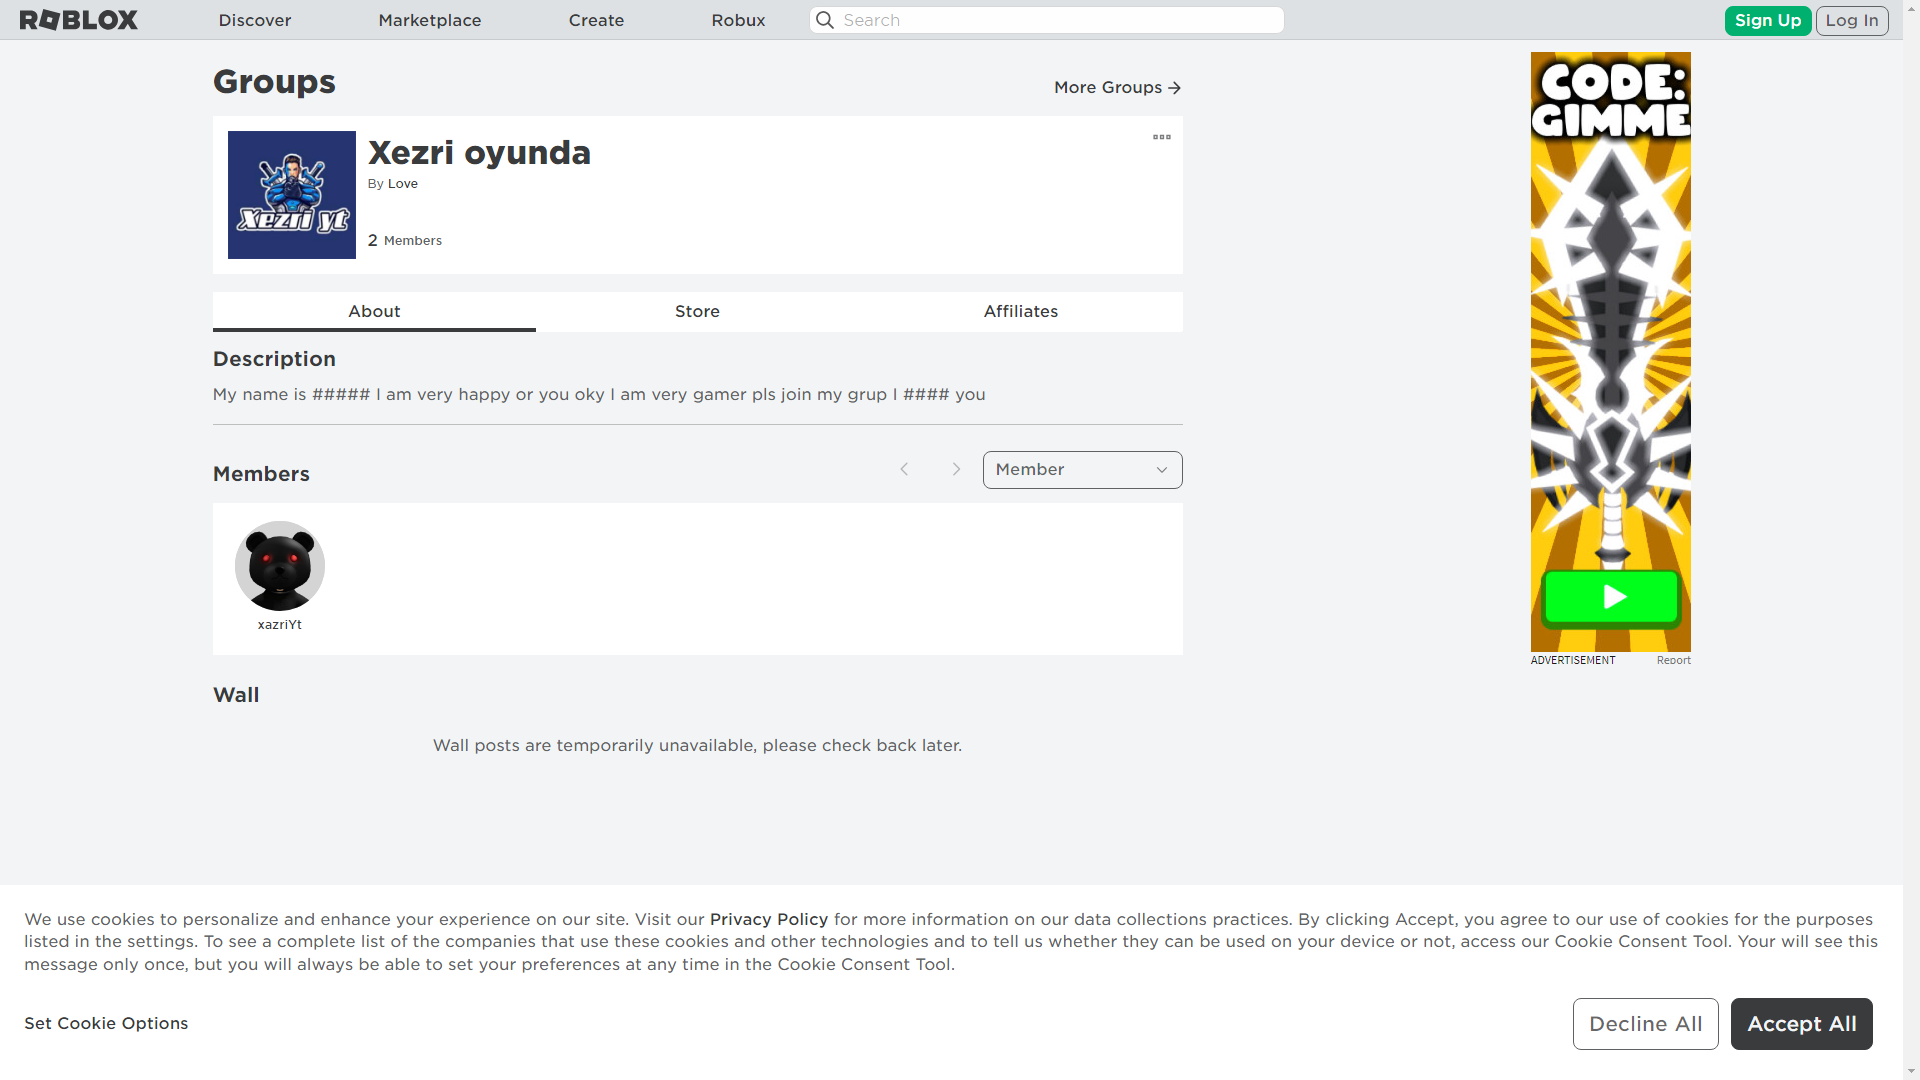 ROBLOX Discover Marketplace Create Robux Search Sign Up Log In
Groups
More Groups
Xezri oyunda
By Love
2 Members
Xezri yt
About Store Affiliates
Description
My name is ##### I am very happy or you oky I am very gamer pls join my grup I #### you
Members
Member
xazriYt
Wall
Wall posts are temporarily unavailable, please check back later.
CODE:
GIMME
ADVERTISEMENT Report
We use cookies to personalize and enhance your experience on our site. Visit our Privacy Policy for more information on our data collections practices. By clicking Accept, you agree to our use of cookies for the purposes
listed in the settings. To see a complete list of the companies that use these cookies and other technologies and to tell us whether they can be used on your device or not, access our Cookie Consent Tool. Your will see this
message only once, but you will always be able to set your preferences at any time in the Cookie Consent Tool.
Set Cookie Options
Decline All
Accept All